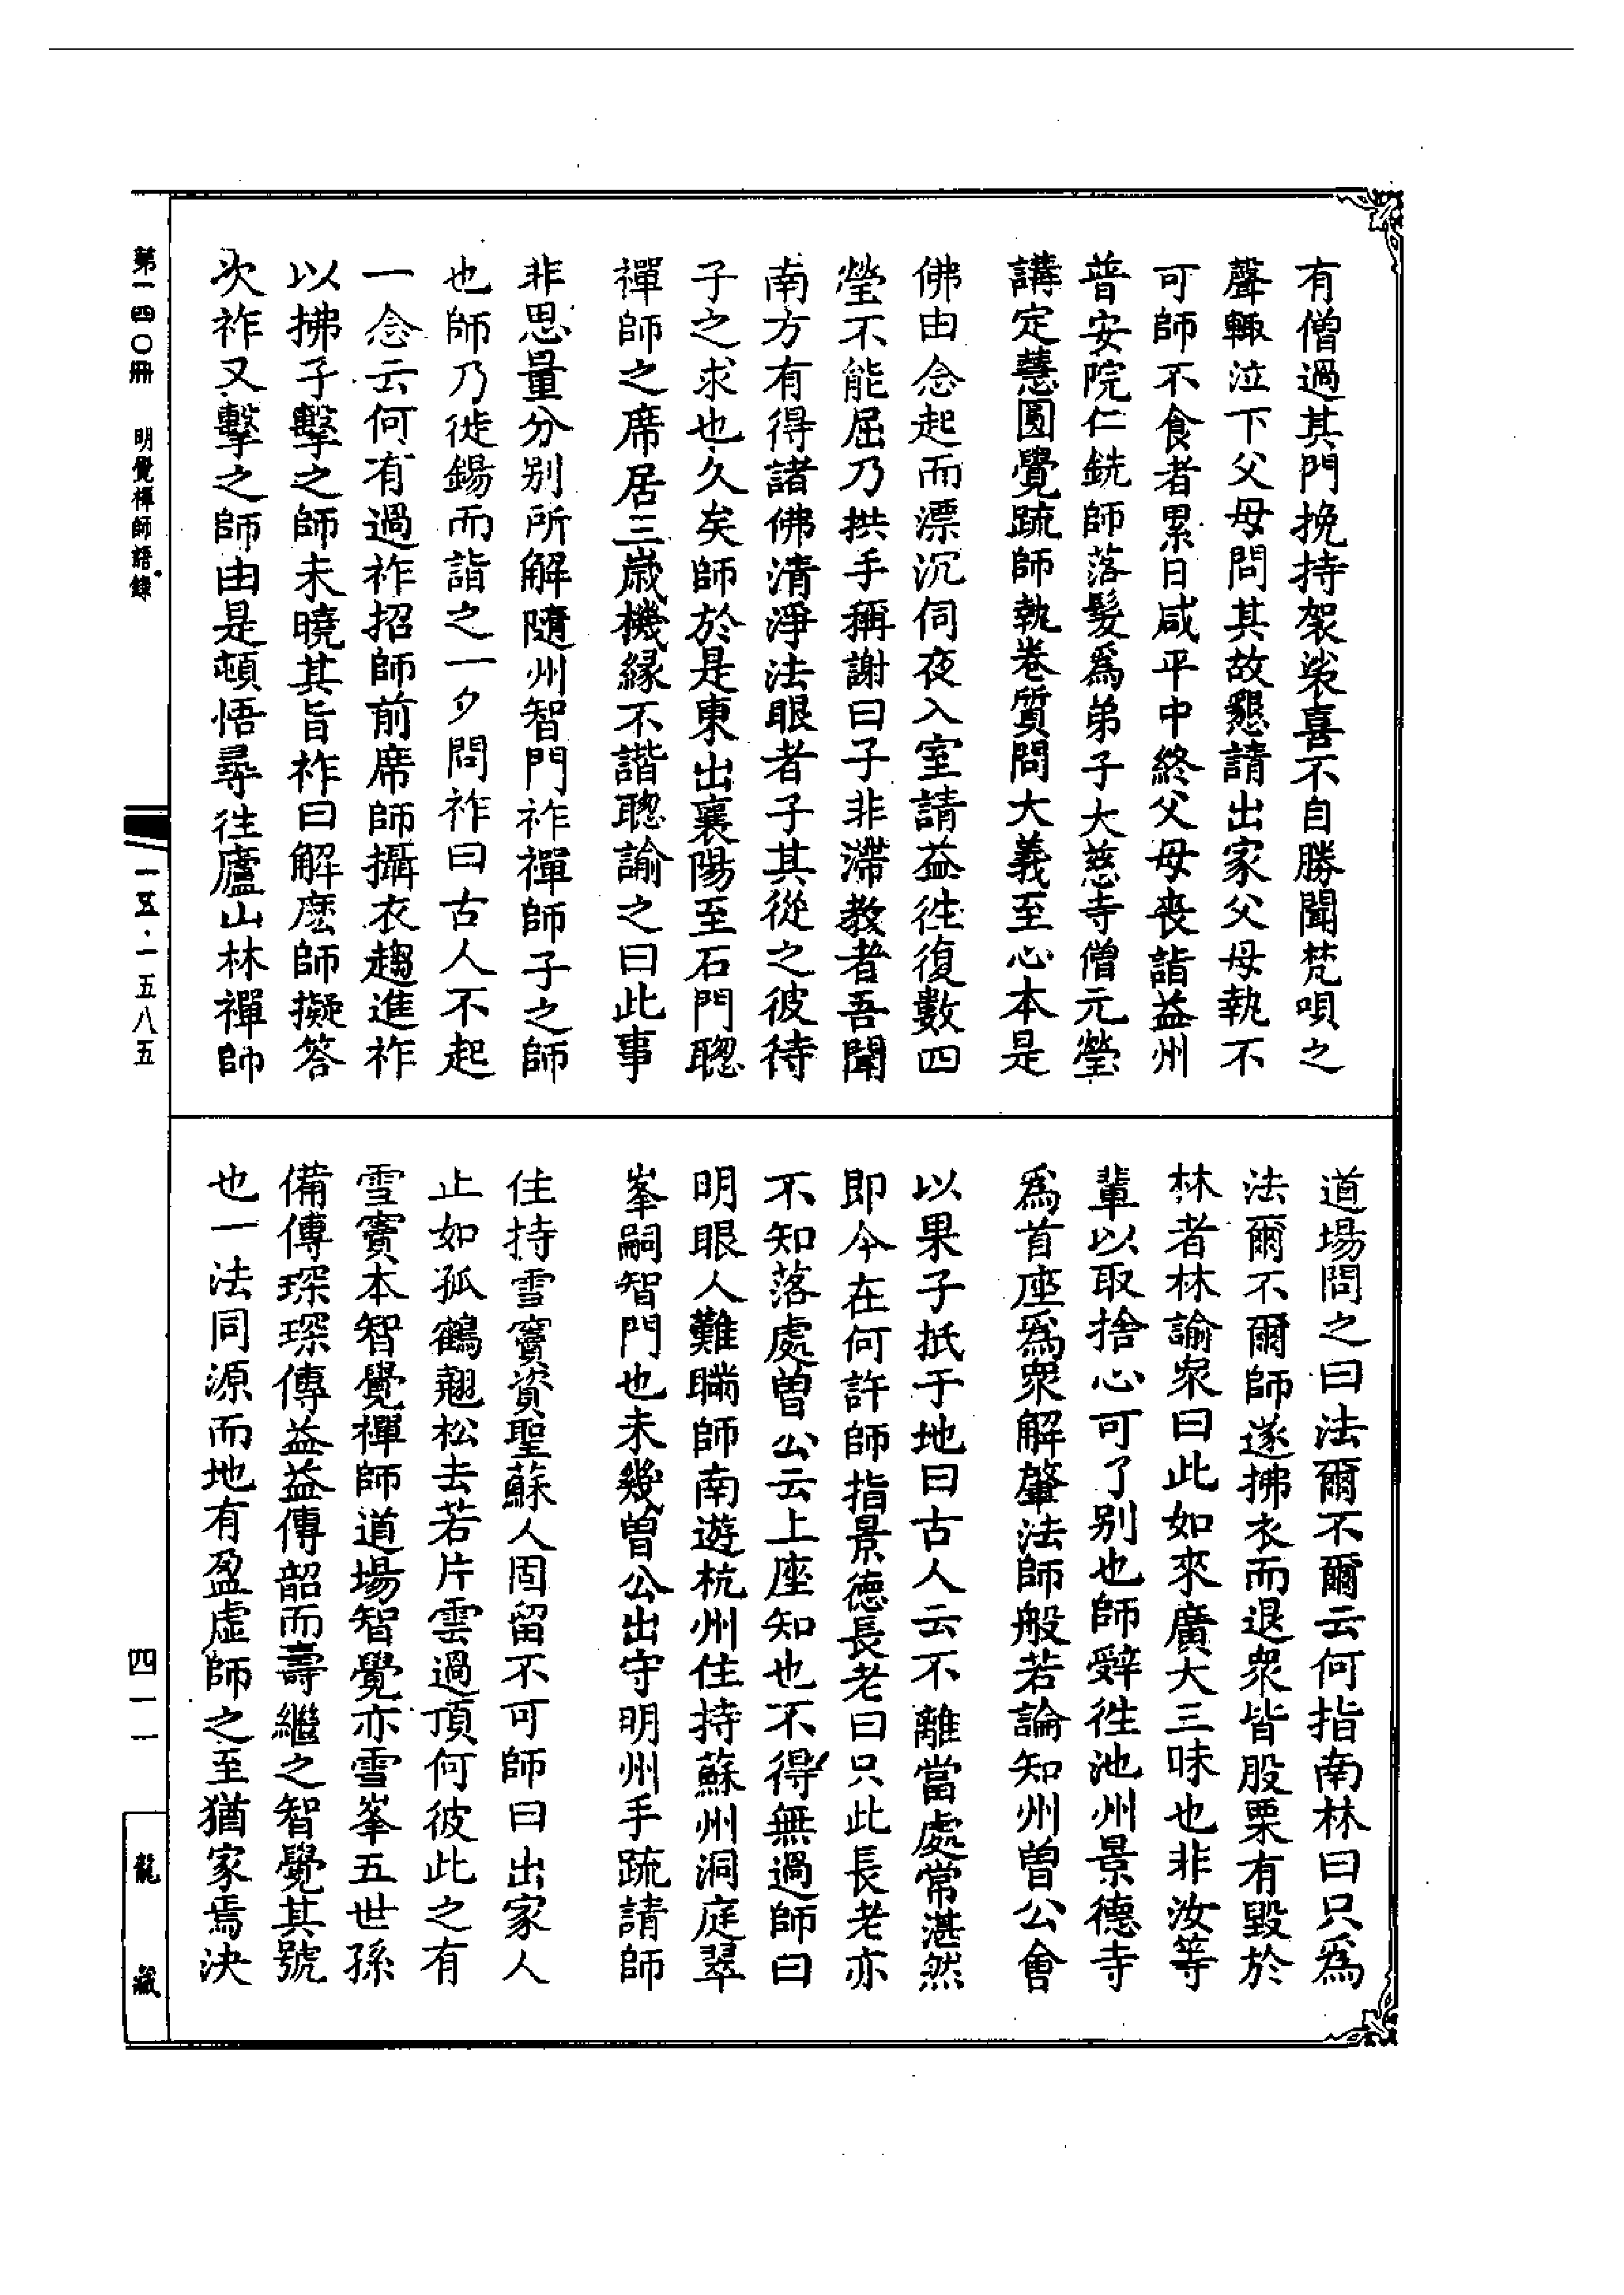 有僧過其門挽持袈裟喜不自勝聞梵唄之
聲輙泣下父母問其故懇請出家父母執不
可師不食者累日咸平中終父母喪詣益州
普安院仁銑師落髮爲弟子大慈寺僧元瑩
講定慧圓覺䟽師執卷質問大義至心本是
佛由念起而漂沉伺夜入室請益徃復數四
瑩不能屈乃拱手稱謝曰子非滯教者吾聞
南方有得諸佛清淨法眼者子其從之彼待
子之求也久矣師於是東出襄陽至石門聰
禪師之席居三歲機緣不諧聰諭之曰此事
非思量分别所解隨州智門祚禪師子之師
也師乃徙錫而詣之一夕問祚曰古人不起
一念云何有過祚招師前席師攝衣趨進祚
以拂子擊之師未曉其旨祚曰解麽師擬答
次祚又擊之師由是頓悟尋徃廬山林禪師
道場問之曰法爾不爾云何指南林曰只爲
法爾不爾師遂拂衣而退衆皆股栗有毀於
林者林諭衆曰此如來廣大三昧也非汝等
輩以取捨心可了别也師辭徃池州景德寺
爲首座爲衆解肇法師般若論知州曾公會
以果子抵于地曰古人云不離當處常湛然
即今在何許師指景德長老曰只此長老亦
不知落處曾公云上座知也不得無過師曰
明眼人難瞞師南遊杭州住持蘇州洞庭翠
峯嗣智門也未幾曾公出守明州手䟽請師
住持雪竇資聖蘇人固留不可師曰出家人
止如孤鶴翹松去若片雲過頂何彼此之有
雪竇本智覺禪師道場智覺亦雪峯五世孫
備傳琛琛傳益益傳韶而壽繼之智覺其號
也一法同源而地有盈虛師之至猶家焉決
第一四〇冊 明覺禪師語錄
一五·一五八五
四一一
龍藏